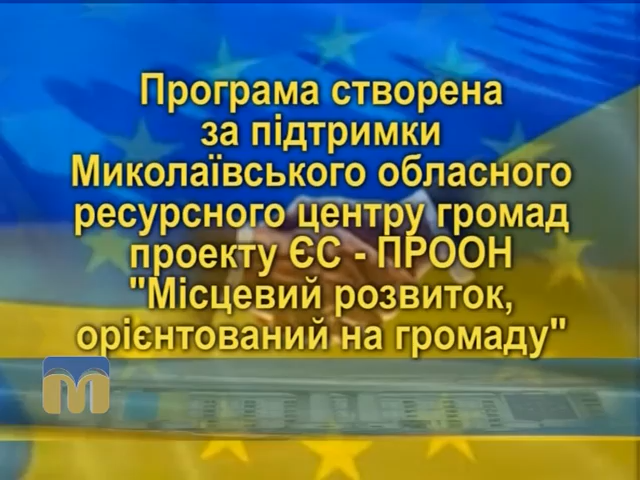 Програма створена
за підтримки
Миколаївського обласного
ресурсного центру громад
проекту ЄС - ПРООН
"Місцевий розвиток,
орієнтований на громаду"
М